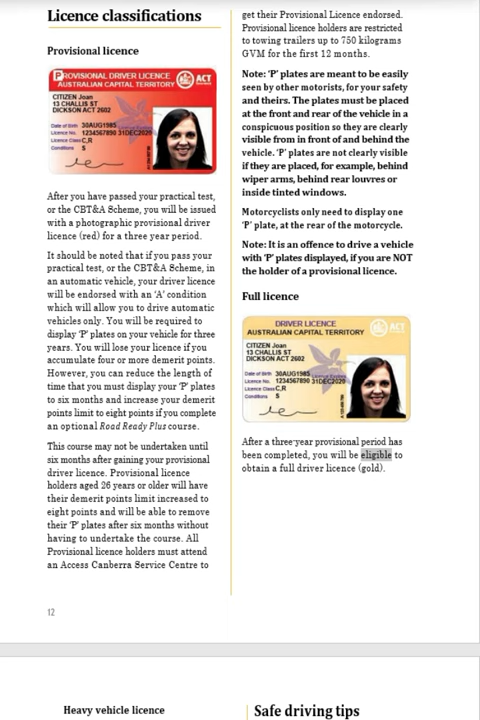 Licence classifications
Provisional licence
PROVISIONAL DRIVER LICENCE
AUSTRALIAN CAPITAL TERRITORY
ACT
CITIZEN Joan
13 CHALLIS ST
DICKSON ACT 2602
Date of Birth 30AUG1985 Licence Expires
Licence No. 1234567890 31DEC2020
Licence Class C,R
Conditions S
After you have passed your practical test,
or the CBT&A Scheme, you will be issued
with a photographic provisional driver
licence (red) for a three year period.
It should be noted that if you pass your
practical test, or the CBT&A Scheme, in
an automatic vehicle, your driver licence
will be endorsed with an ‘A’ condition
which will allow you to drive automatic
vehicles only. You will be required to
display ‘P’ plates on your vehicle for three
years. You will lose your licence if you
accumulate four or more demerit points.
However, you can reduce the length of
time that you must display your ‘P’ plates
to six months and increase your demerit
points limit to eight points if you complete
an optional Road Ready Plus course.
This course may not be undertaken until
six months after gaining your provisional
driver licence. Provisional licence
holders aged 26 years or older will have
their demerit points limit increased to
eight points and will be able to remove
their ‘P’ plates after six months without
having to undertake the course. All
Provisional licence holders must attend
an Access Canberra Service Centre to
get their Provisional Licence endorsed.
Provisional licence holders are restricted
to towing trailers up to 750 kilograms
GVM for the first 12 months.
Note: ‘P’ plates are meant to be easily
seen by other motorists, for your safety
and theirs. The plates must be placed
at the front and rear of the vehicle in a
conspicuous position so they are clearly
visible from in front of and behind the
vehicle. ‘P’ plates are not clearly visible
if they are placed, for example, behind
wiper arms, behind rear louvres or
inside tinted windows.
Motorcyclists only need to display one
‘P’ plate, at the rear of the motorcycle.
Note: It is an offence to drive a vehicle
with ‘P’ plates displayed, if you are NOT
the holder of a provisional licence.
Full licence
DRIVER LICENCE
AUSTRALIAN CAPITAL TERRITORY
ACT
CITIZEN Joan
13 CHALLIS ST
DICKSON ACT 2602
Date of Birth 30AUG1985 Licence Expires
Licence No. 1234567890 31DEC2020
Licence Class C,R
Conditions S
After a three-year provisional period has
been completed, you will be eligible to
obtain a full driver licence (gold).
12
Heavy vehicle licence
Safe driving tips